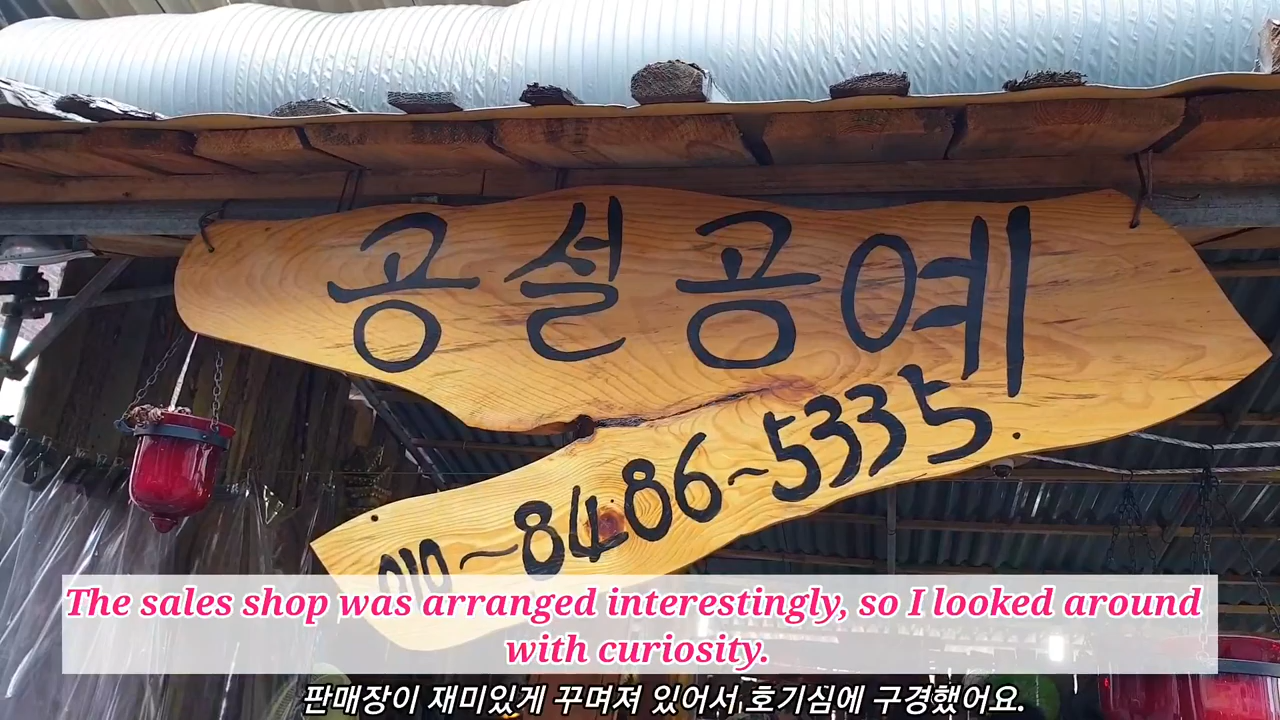 공설공예
010~8486~5335.
The sales shop was arranged interestingly, so I looked around
with curiosity.
판매장이 재미있게 꾸며져 있어서 호기심에 구경했어요.